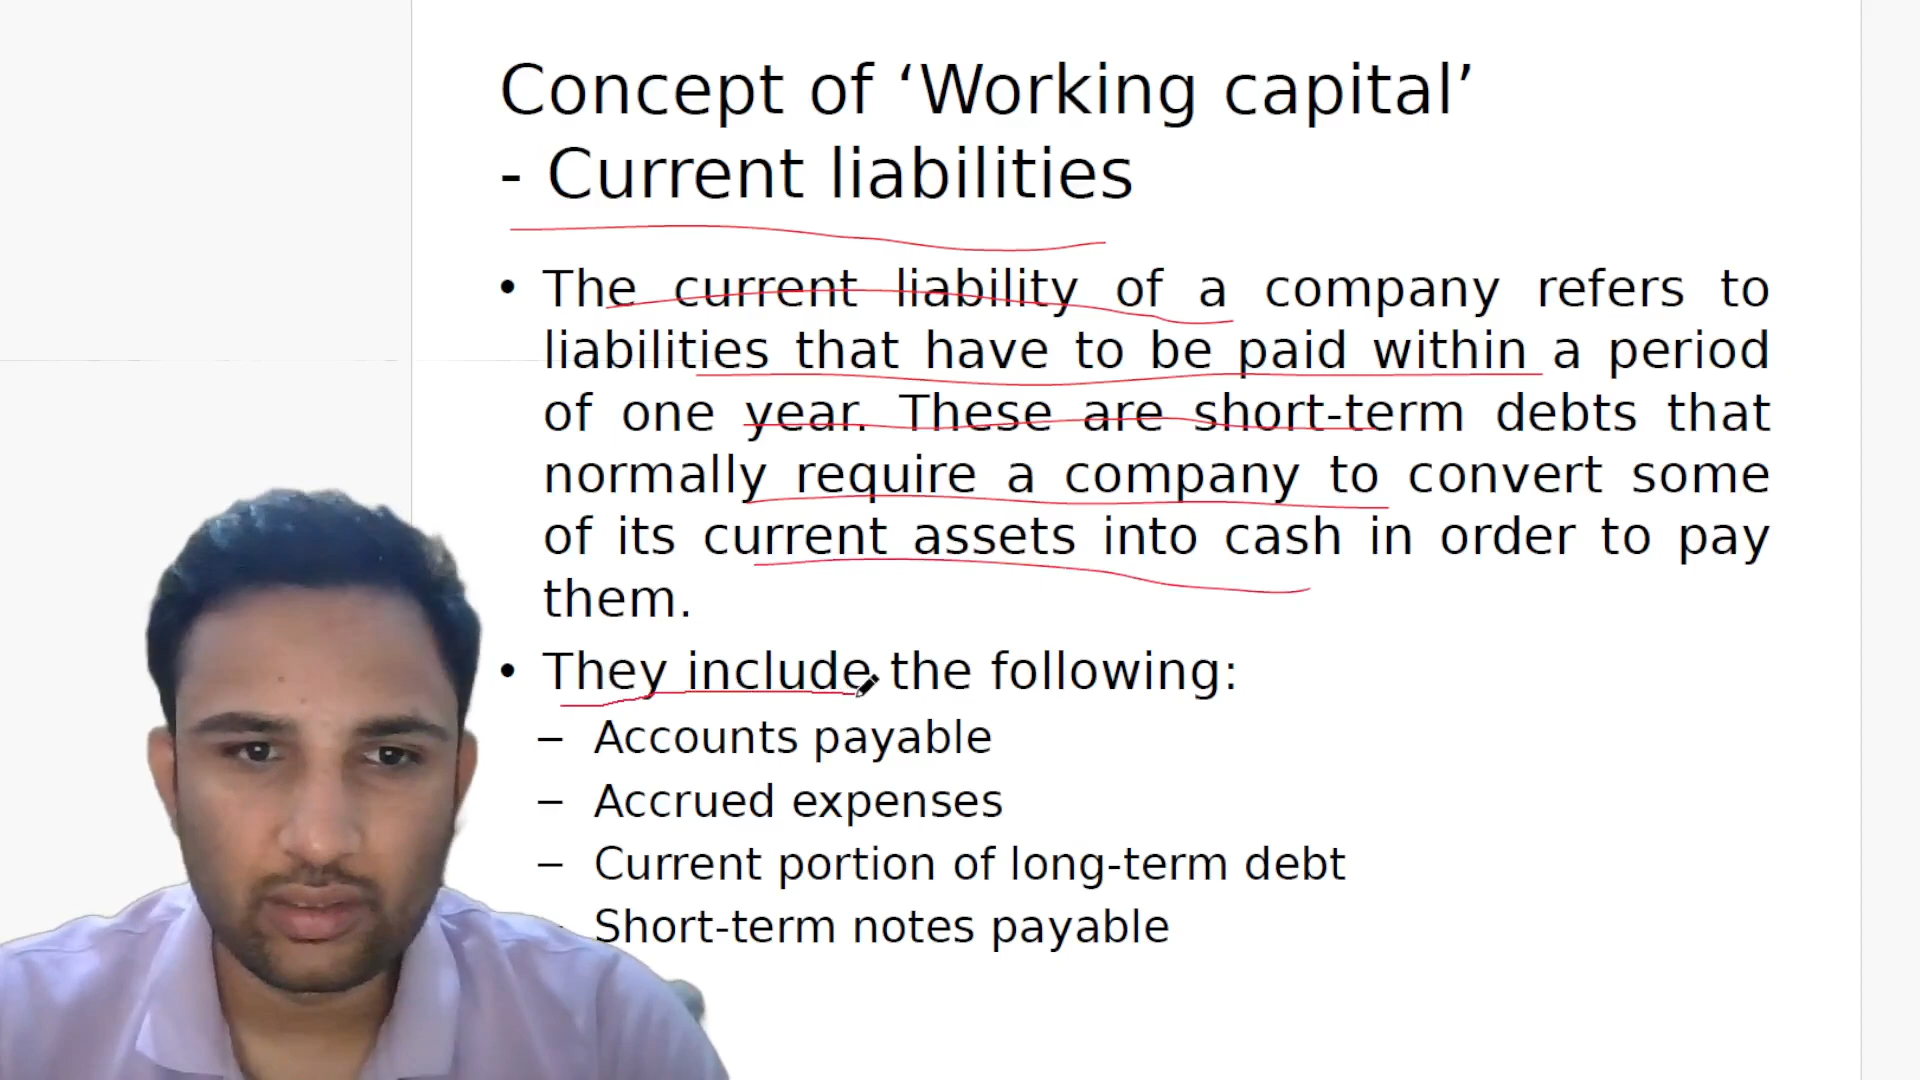 Concept of ‘Working capital’
- Current liabilities
• The current liability of a company refers to
liabilities that have to be paid within a period
of one year. These are short-term debts that
normally require a company to convert some
of its current assets into cash in order to pay
them.
• They include the following:
– Accounts payable
– Accrued expenses
– Current portion of long-term debt
Short-term notes payable